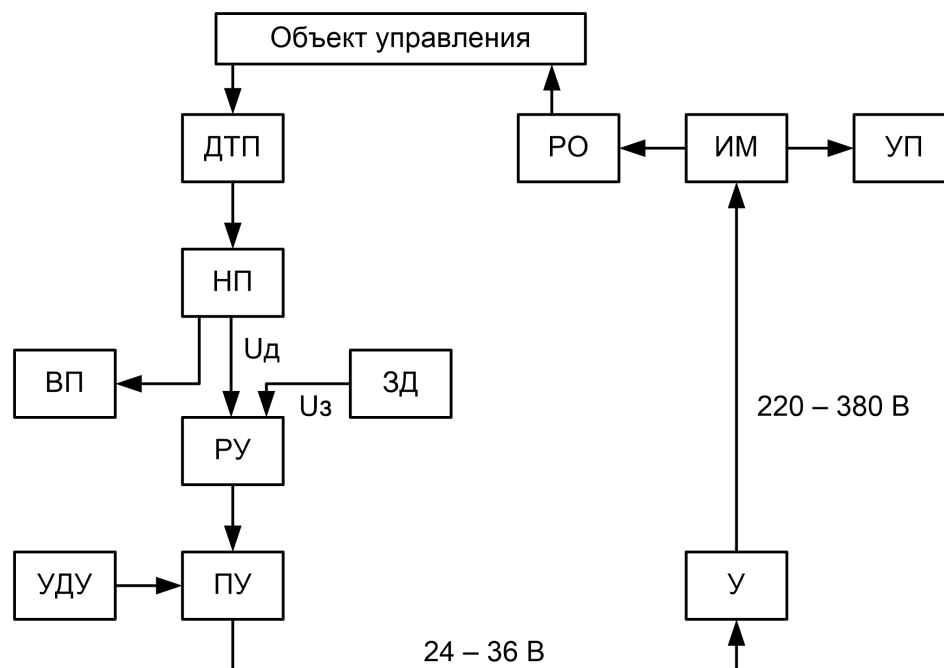 Объект управления
ДТП
РО
ИМ
УП
НП
Uд
ВП
Uз
ЗД
220 – 380 В
РУ
УДУ
ПУ
У
24 – 36 В